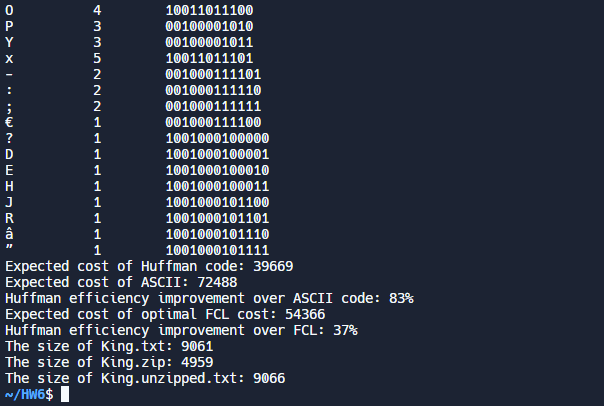 O 4 10011011100
P 3 00100001010
Y 3 00100001011
x 5 10011011101
- 2 001000111101
: 2 001000111110
; 2 001000111111
€ 1 001000111100
? 1 1001000100000
D 1 1001000100001
E 1 1001000100010
H 1 1001000100011
J 1 1001000101100
R 1 1001000101101
â 1 1001000101110
” 1 1001000101111
Expected cost of Huffman code: 39669
Expected cost of ASCII: 72488
Huffman efficiency improvement over ASCII code: 83%
Expected cost of optimal FCL cost: 54366
Huffman efficiency improvement over FCL: 37%
The size of King.txt: 9061
The size of King.zip: 4959
The size of King.unzipped.txt: 9066
~/HW6$